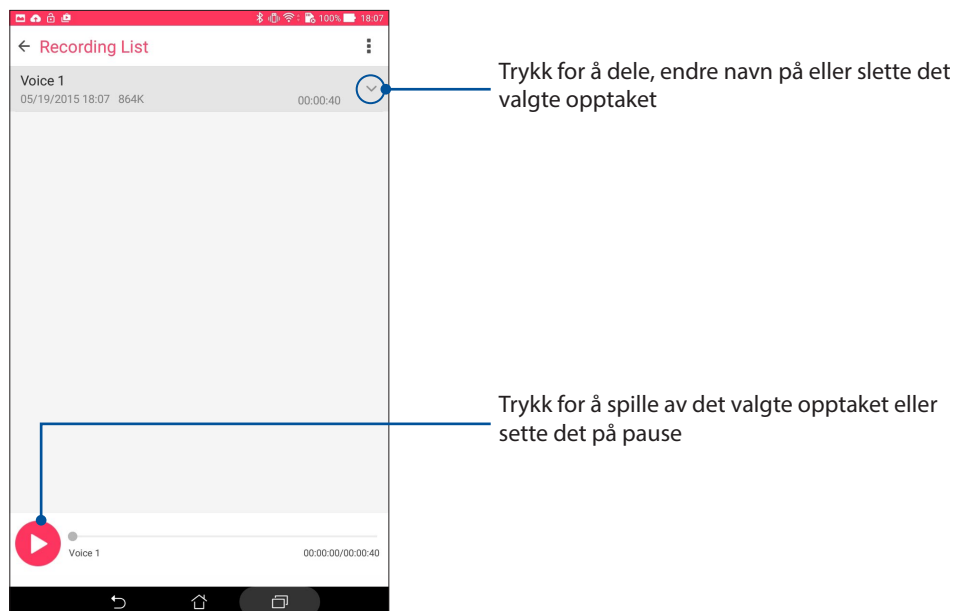 100% 18:07
Recording List
Voice 1
05/19/2015 18:07 864K 00:00:40
Trykk for å dele, endre navn på eller slette det
valgte opptaket
Trykk for å spille av det valgte opptaket eller
sette det på pause
Voice 1 00:00:00/00:00:40